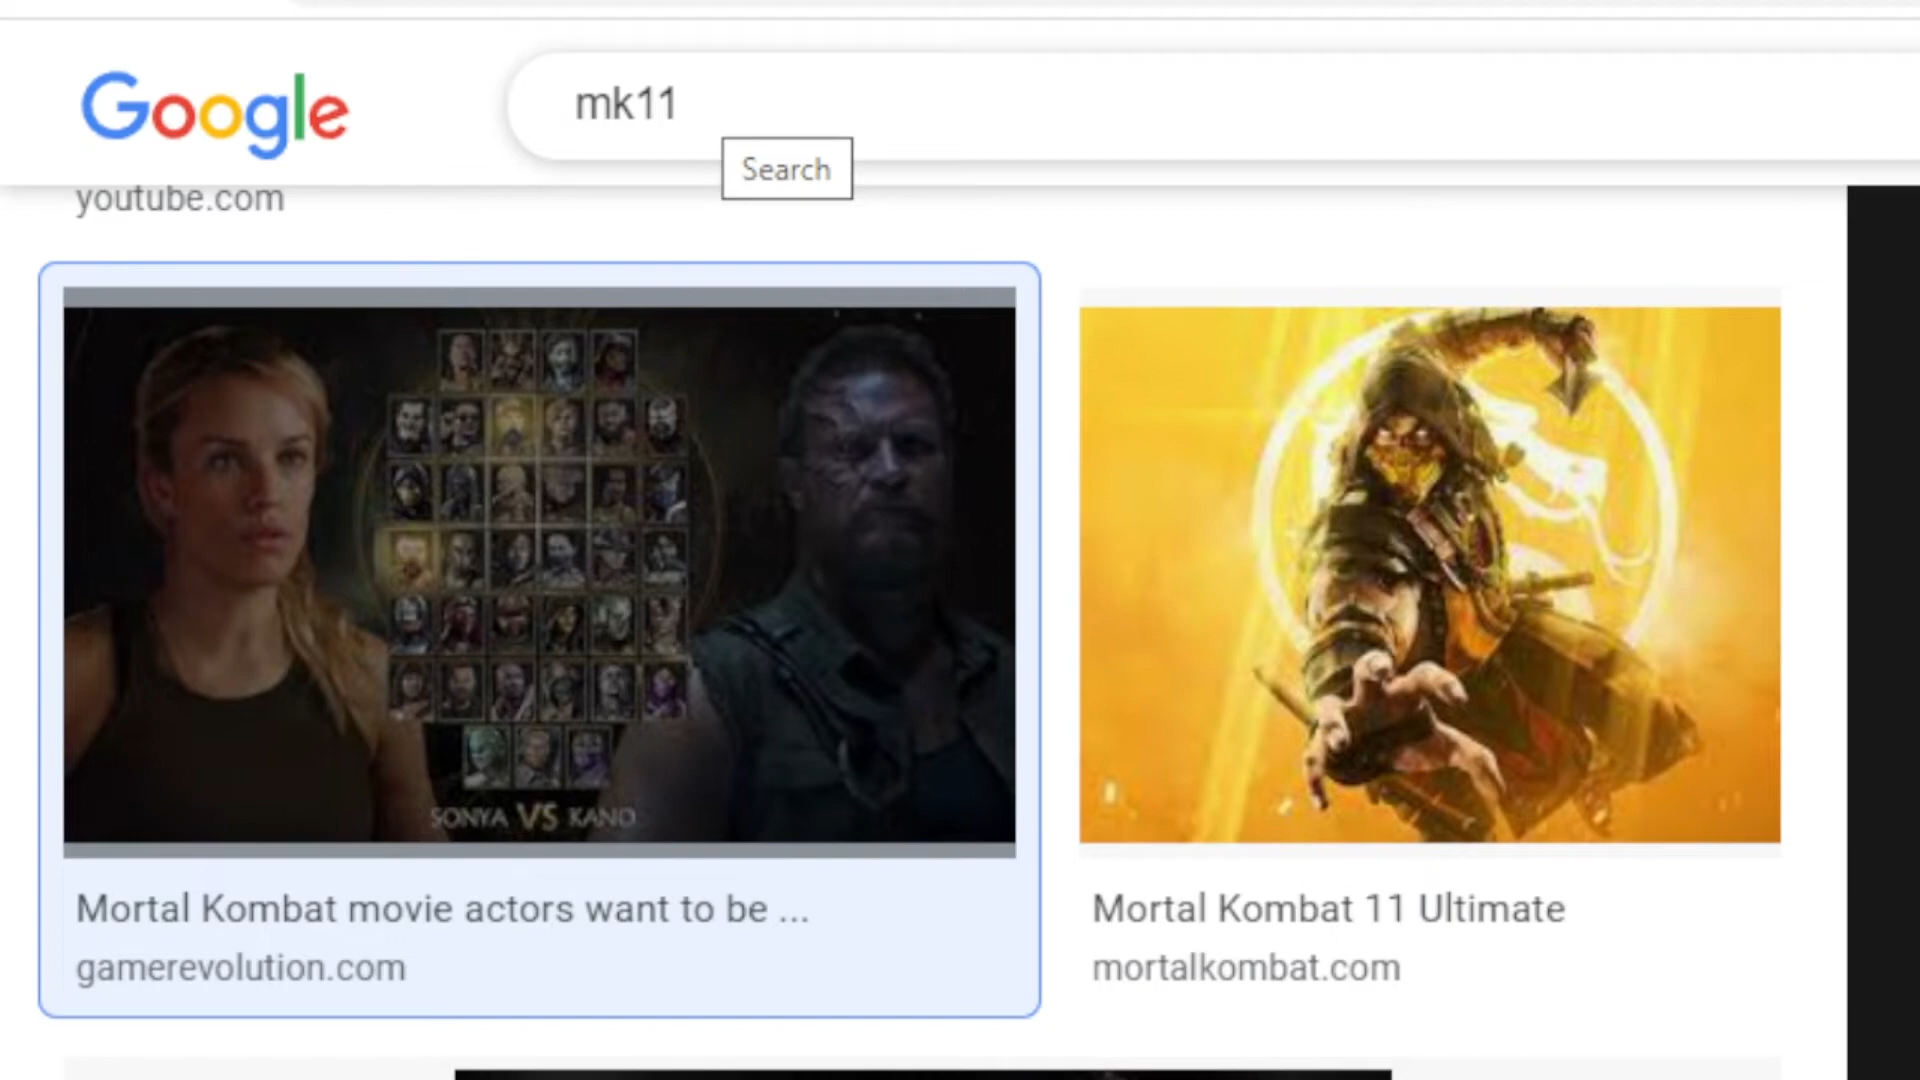 Google
mk11
Search
youtube.com
SONYA VS KANO
Mortal Kombat movie actors want to be ...
gamerevolution.com
Mortal Kombat 11 Ultimate
mortalkombat.com